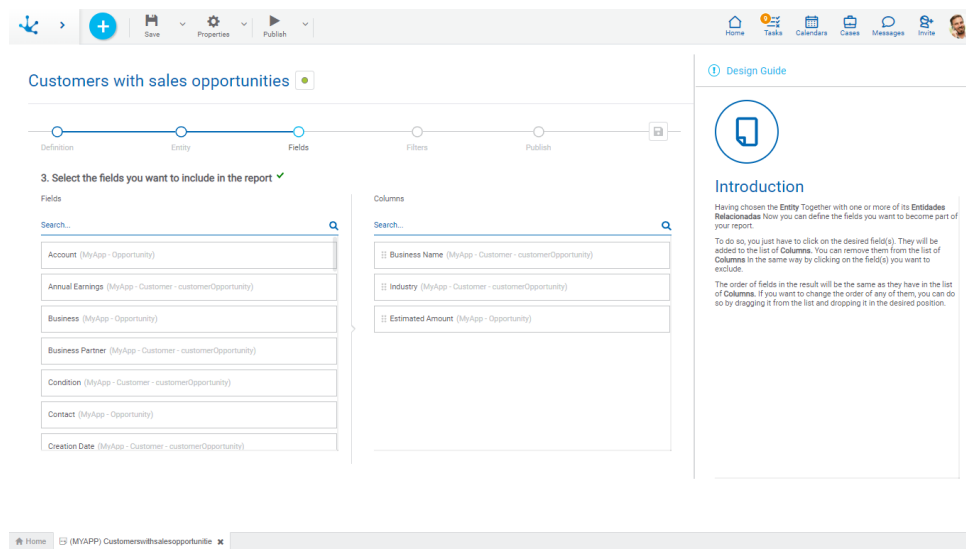 Save
Properties
Publish
Home
9
Tasks
Calendars
Cases
Messages
Invite
Customers with sales opportunities
Definition
Entity
Fields
Filters
Publish
3. Select the fields you want to include in the report
Fields
Search...
Account (MyApp - Opportunity)
Annual Earnings (MyApp - Customer - customerOpportunity)
Business (MyApp - Opportunity)
Business Partner (MyApp - Customer - customerOpportunity)
Condition (MyApp - Customer - customerOpportunity)
Contact (MyApp - Opportunity)
Creation Date (MyApp - Customer - customerOpportunity)
Columns
Search...
Business Name (MyApp - Customer - customerOpportunity)
Industry (MyApp - Customer - customerOpportunity)
Estimated Amount (MyApp - Opportunity)
Design Guide
Introduction
Having chosen the Entity Together with one or more of its Entidades
Relacionadas Now you can define the fields you want to become part of
your report.
To do so, you just have to click on the desired field(s). They will be
added to the list of Columns. You can remove them from the list of
Columns In the same way by clicking on the field(s) you want to
exclude.
The order of fields in the result will be the same as they have in the list
of Columns. If you want to change the order of any of them, you can do
so by dragging it from the list and dropping it in the desired position.
Home
(MYAPP) Customerswithsalesopportunitie